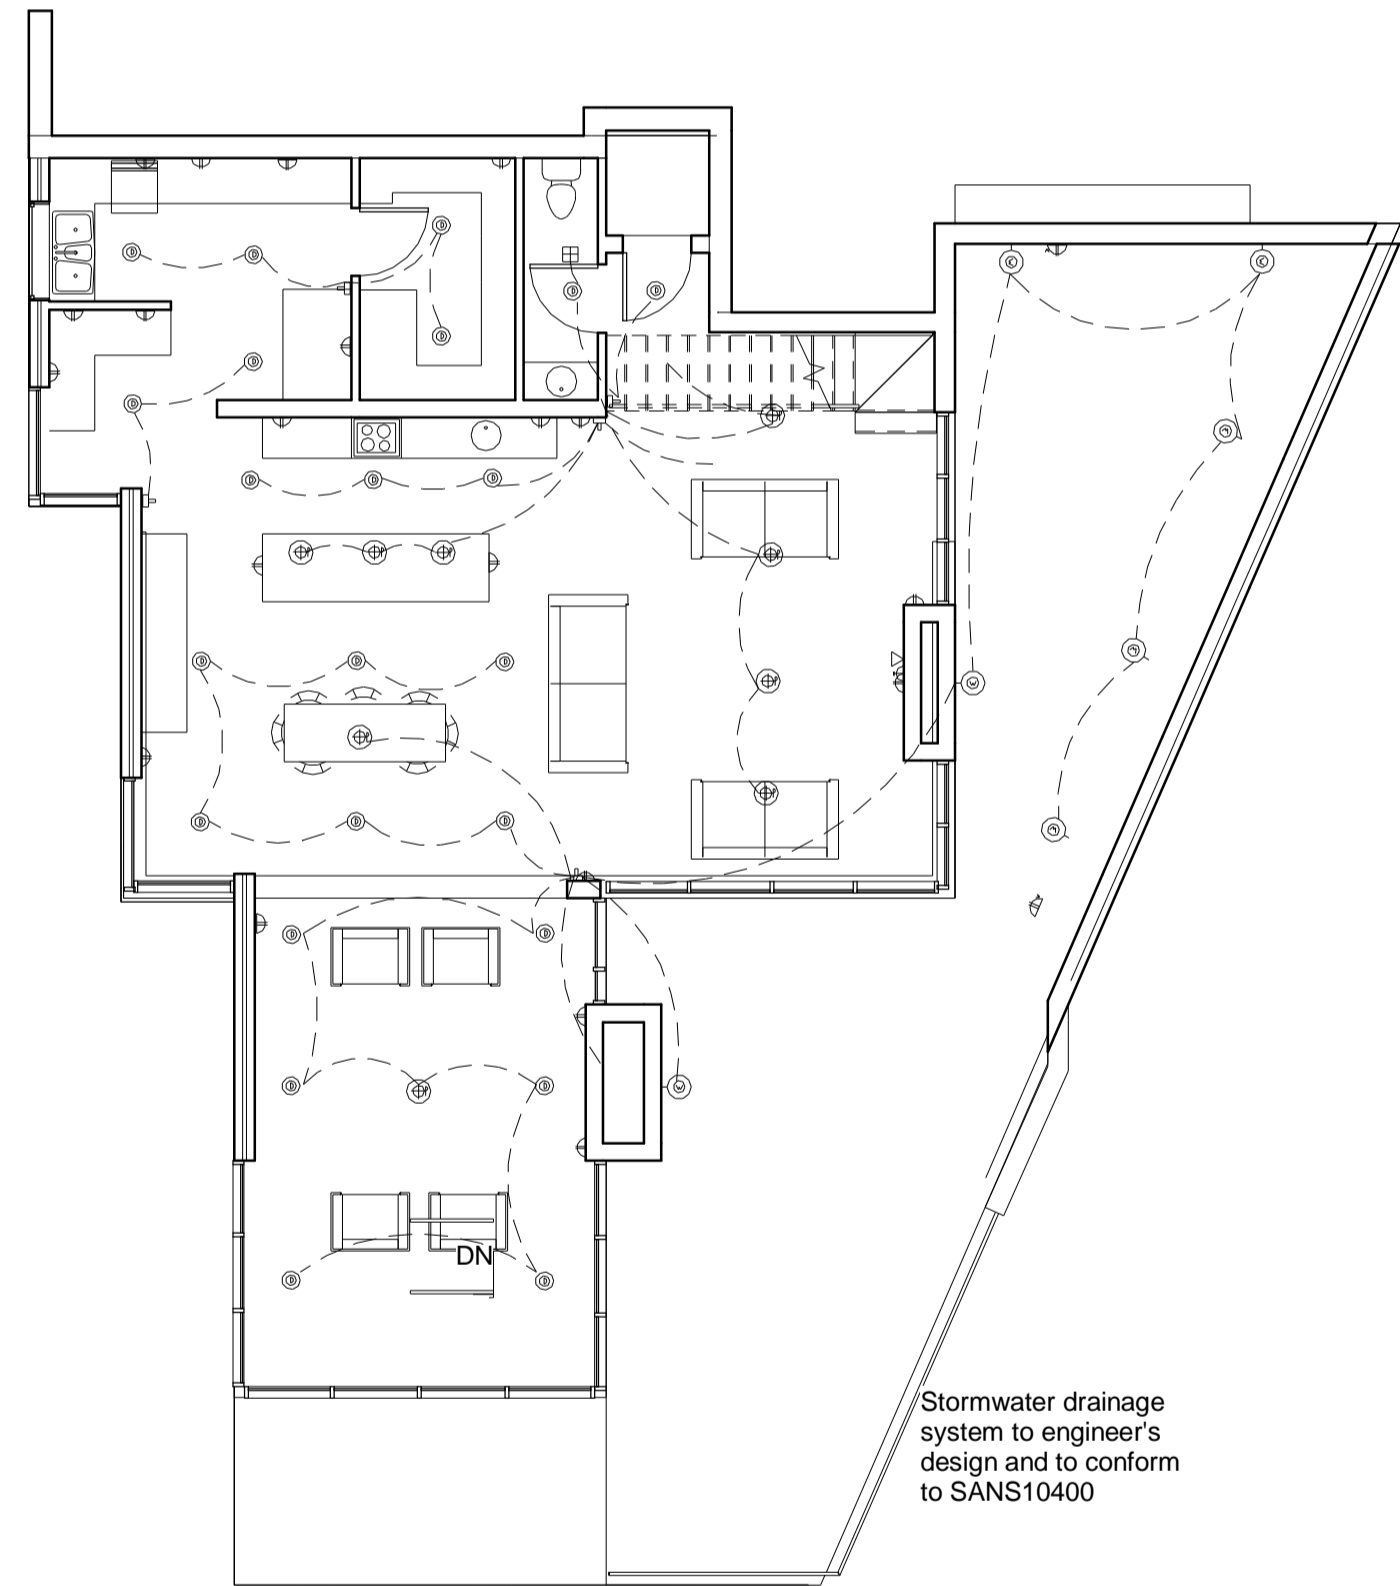 DN
Stormwater drainage
system to engineer's
design and to conform
to SANS10400